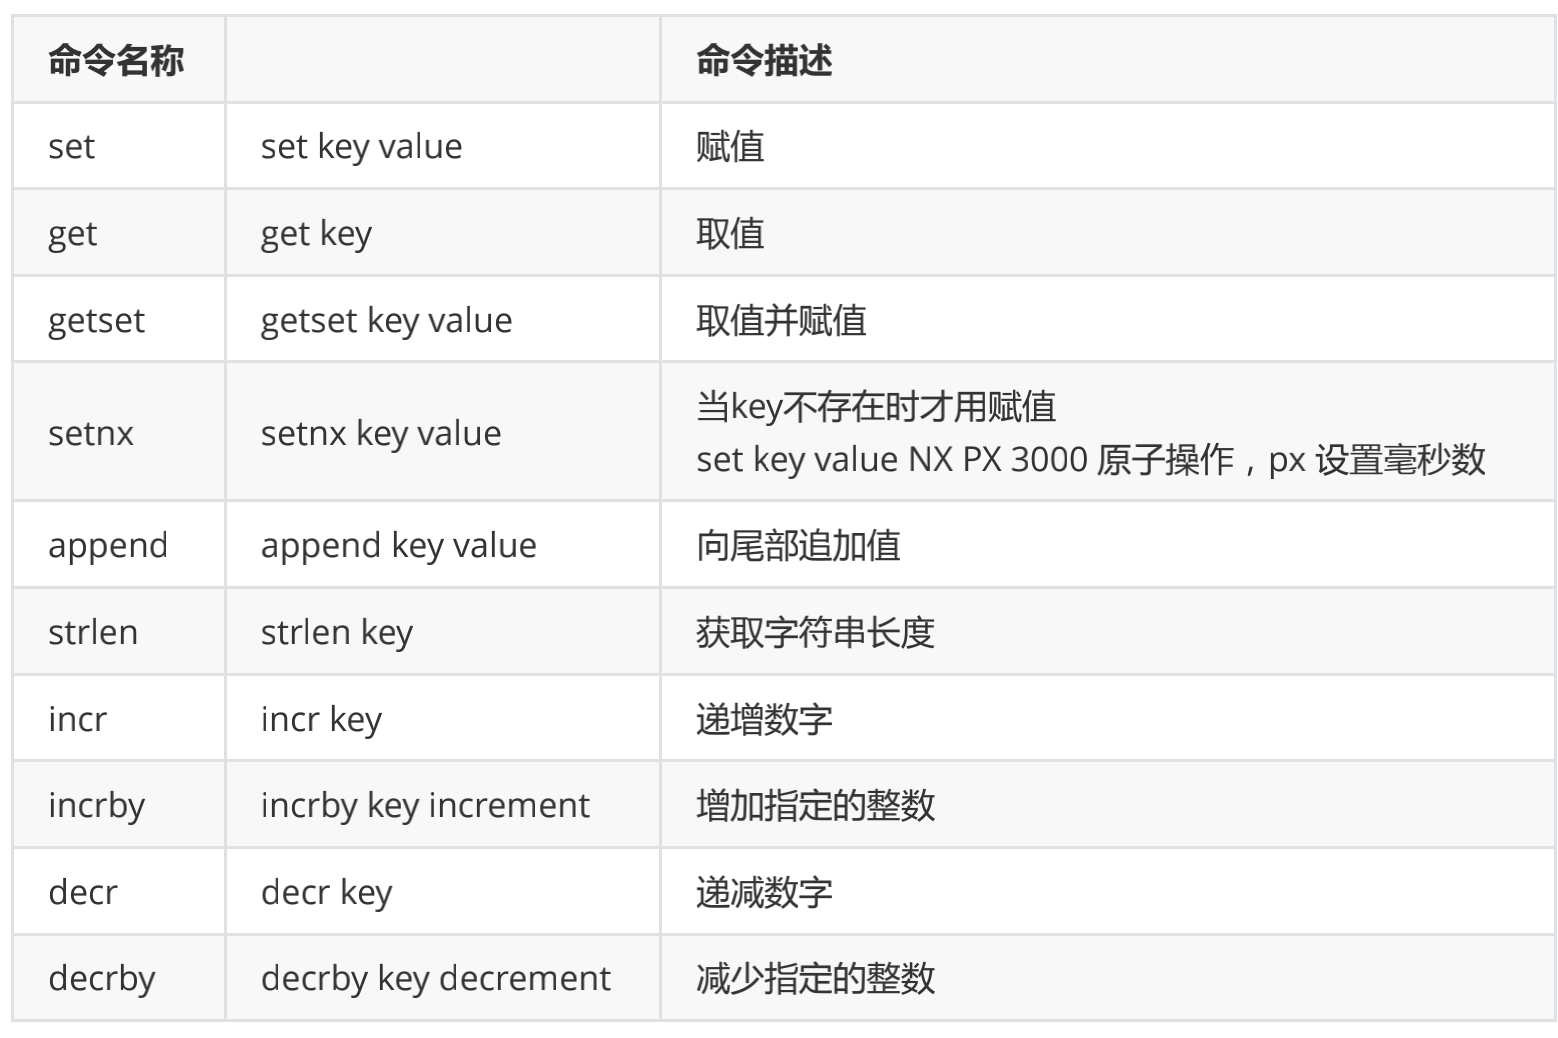 命令名称 命令描述
set set key value 赋值
get get key 取值
getset getset key value 取值并赋值
setnx setnx key value 当key不存在时才用赋值
set key value NX PX 3000 原子操作，px 设置毫秒数
append append key value 向尾部追加值
strlen strlen key 获取字符串长度
incr incr key 递增数字
incrby incrby key increment 增加指定的整数
decr decr key 递减数字
decrby decrby key decrement 减少指定的整数